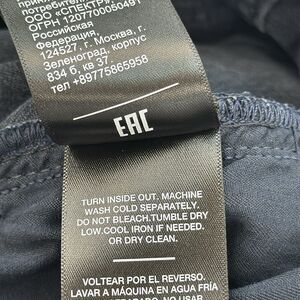 потребител
ООО «СПЕКТР»
ОГРН 1207700050491
Российская
Федерация,
124527, г. Москва, г.
Зеленоград, корпус
834 б, кв 37,
тел +89775865958
EAC
TURN INSIDE OUT. MACHINE
WASH COLD SEPARATELY.
DO NOT BLEACH.TUMBLE DRY
LOW.COOL IRON IF NEEDED.
OR DRY CLEAN.
VOLTEAR POR EL REVERSO.
LAVAR A MÁQUINA EN AGUA FRÍA